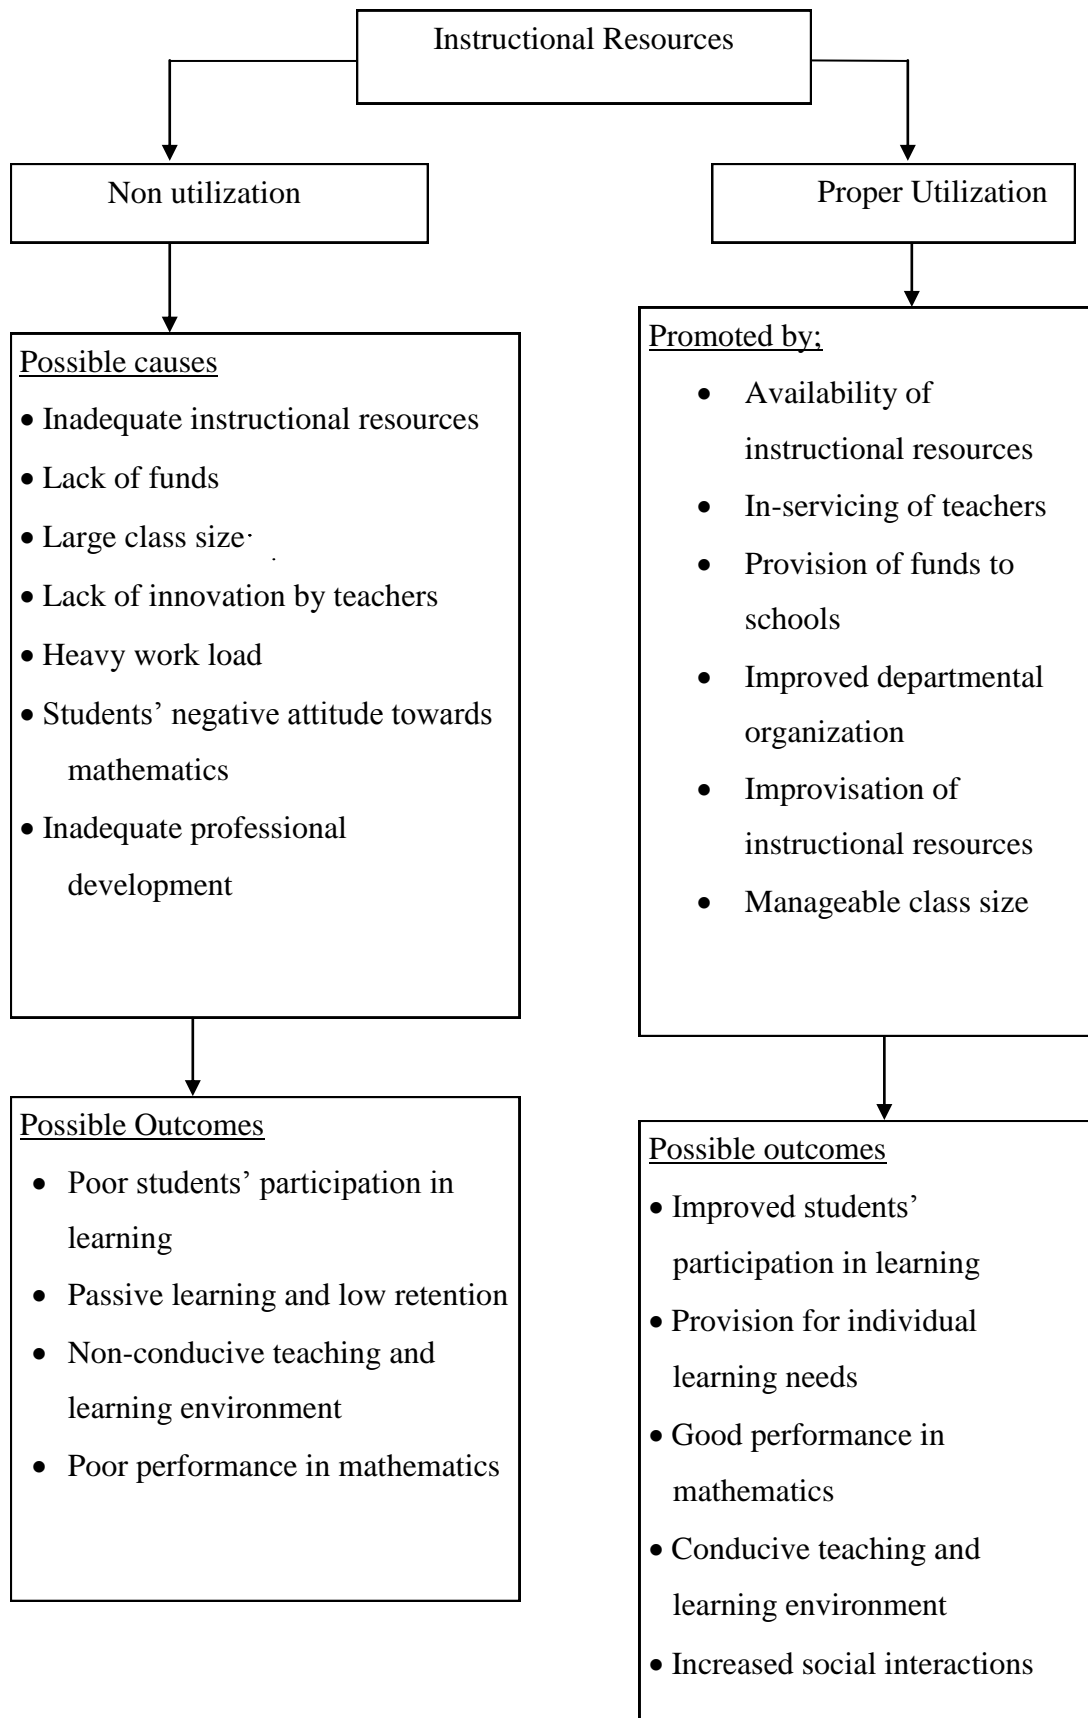 Instructional Resources
Non utilization
Proper Utilization
Possible causes
• Inadequate instructional resources
• Lack of funds
• Large class size
• Lack of innovation by teachers
• Heavy work load
• Students’ negative attitude towards
mathematics
• Inadequate professional
development
Promoted by;
• Availability of
instructional resources
• In-servicing of teachers
• Provision of funds to
schools
• Improved departmental
organization
• Improvisation of
instructional resources
• Manageable class size
Possible Outcomes
• Poor students’ participation in
learning
• Passive learning and low retention
• Non-conducive teaching and
learning environment
• Poor performance in mathematics
Possible outcomes
• Improved students’
participation in learning
• Provision for individual
learning needs
• Good performance in
mathematics
• Conducive teaching and
learning environment
• Increased social interactions